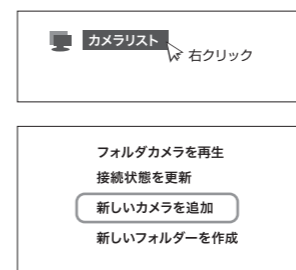 カメラリスト
右クリック
フォルダカメラを再生
接続状態を更新
新しいカメラを追加
新しいフォルダーを作成